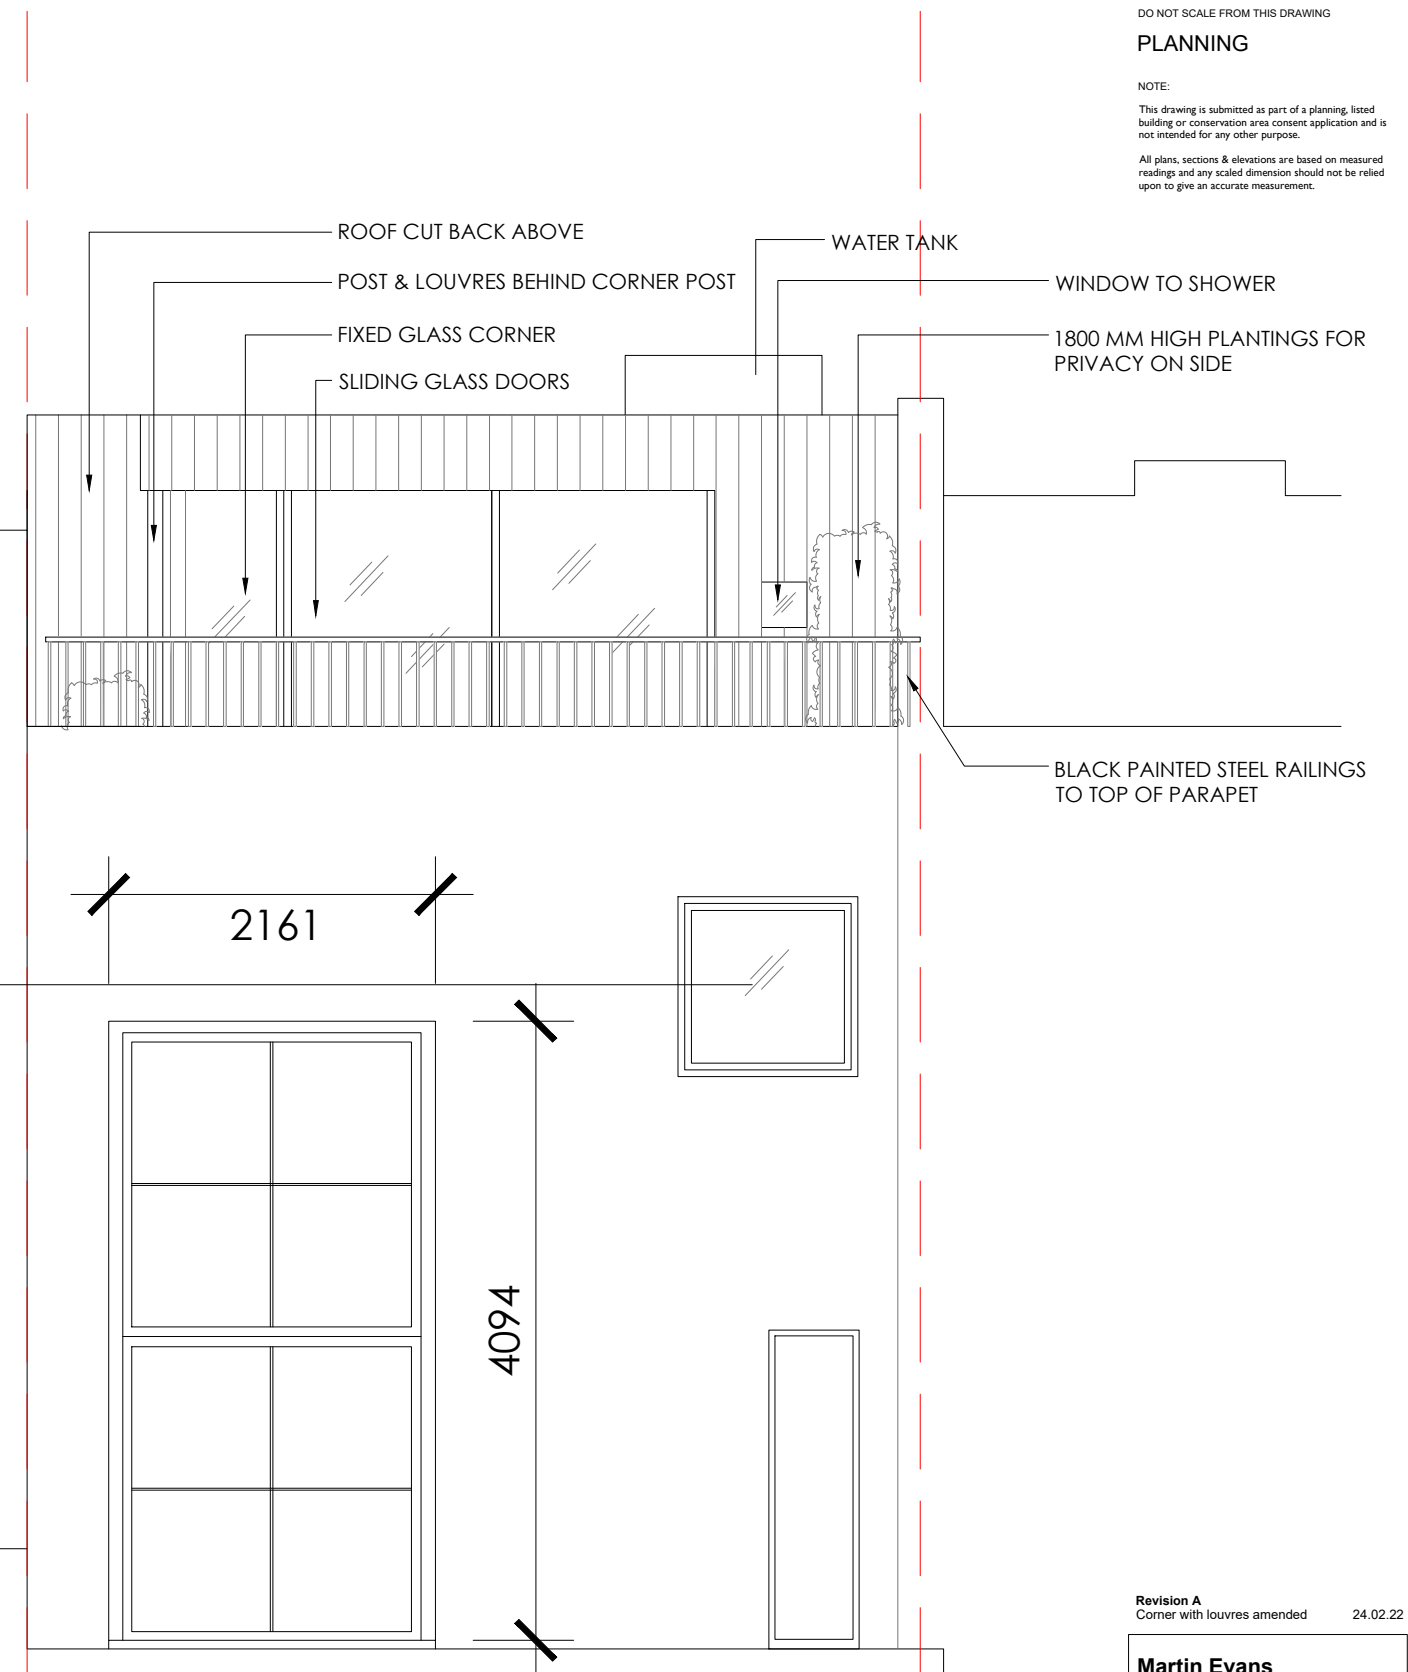 DO NOT SCALE FROM THIS DRAWING
PLANNING
NOTE:
This drawing is submitted as part of a planning, listed
building or conservation area consent application and is
not intended for any other purpose.
All plans, sections & elevations are based on measured
readings and any scaled dimension should not be relied
upon to give an accurate measurement.
ROOF CUT BACK ABOVE
POST & LOUVRES BEHIND CORNER POST
FIXED GLASS CORNER
SLIDING GLASS DOORS
WATER TANK
WINDOW TO SHOWER
1800 MM HIGH PLANTINGS FOR
PRIVACY ON SIDE
BLACK PAINTED STEEL RAILINGS
TO TOP OF PARAPET
2161
4094
Revision A
Corner with louvres amended 24.02.22
Martin Evans